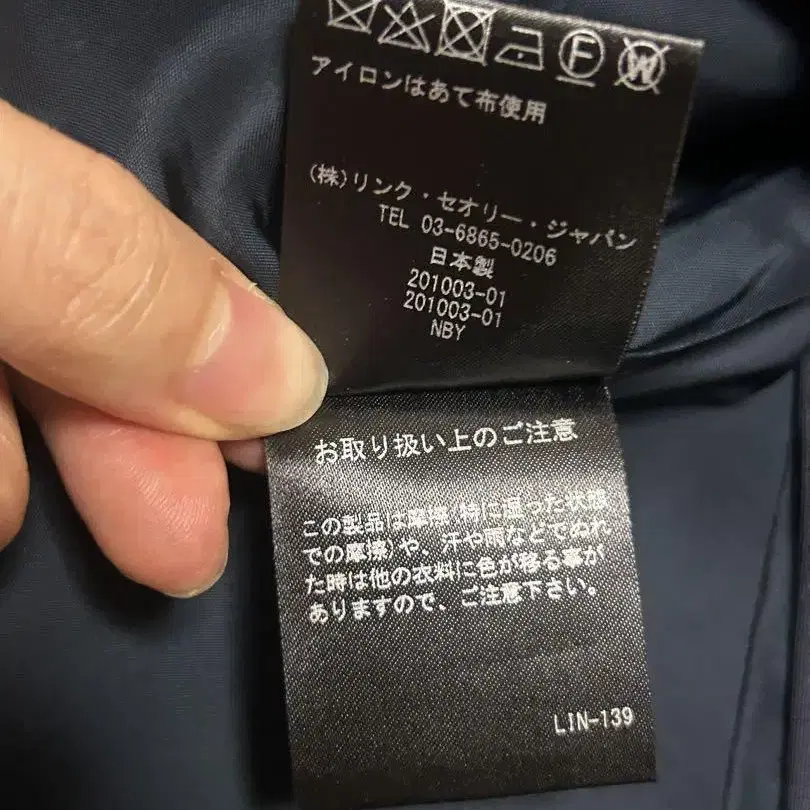 アイロンはあて布使用
(株)リンク・セオリー・ジャパン
TEL 03-6865-0206
日本製
201003-01
201003-01
NBY
お取り扱い上のご注意
この製品は摩擦(特に湿った状態
での摩擦)や、汗や雨などでぬれ
た時は他の衣料に色が移る事が
ありますので、ご注意下さい。
LIN-139